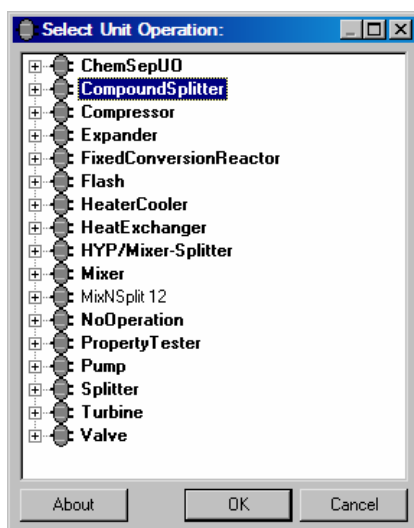 Select Unit Operation:
ChemSepUO
CompoundSplitter
Compressor
Expander
FixedConversionReactor
Flash
HeaterCooler
HeatExchanger
HYP/Mixer-Splitter
Mixer
MixNSplit 12
NoOperation
PropertyTester
Pump
Splitter
Turbine
Valve
About OK Cancel